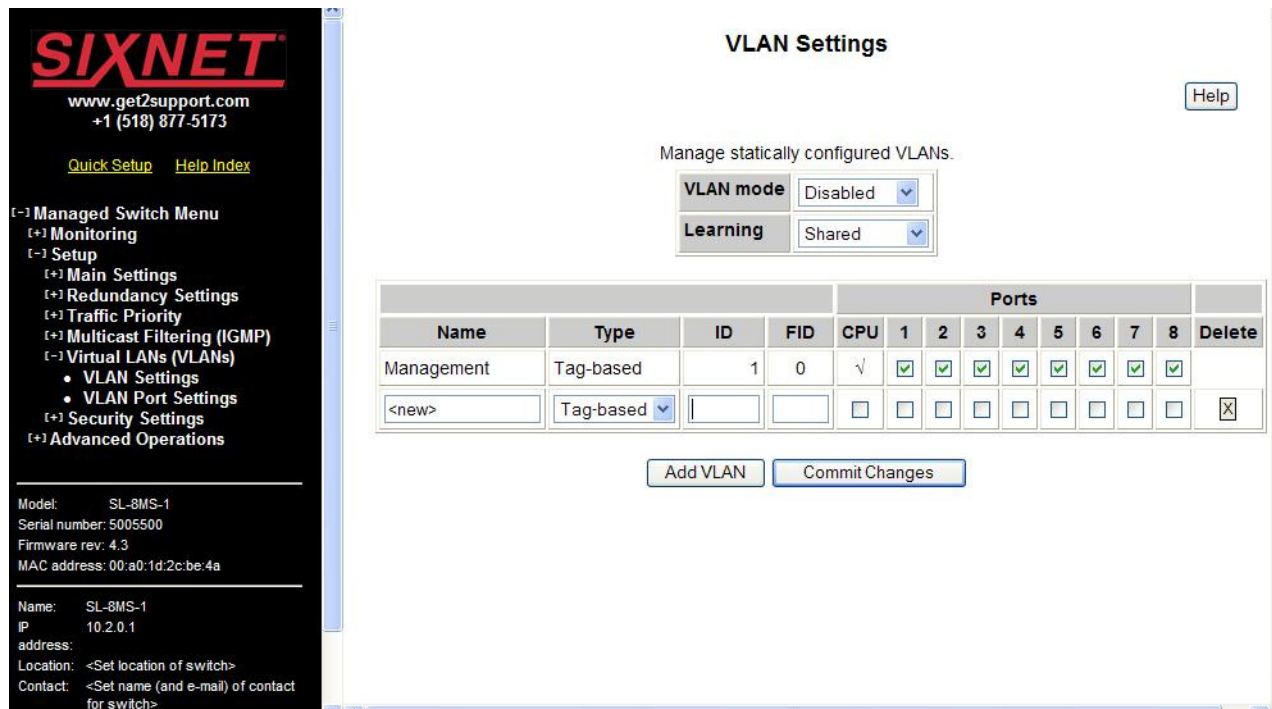 SIXNET
www.get2support.com
+1 (518) 877-5173
Quick Setup Help Index
[-] Managed Switch Menu
[+] Monitoring
[-] Setup
[+] Main Settings
[+] Redundancy Settings
[+] Traffic Priority
[+] Multicast Filtering (IGMP)
[-] Virtual LANs (VLANs)
• VLAN Settings
• VLAN Port Settings
[+] Security Settings
[+] Advanced Operations
Model: SL-8MS-1
Serial number: 5005500
Firmware rev: 4.3
MAC address: 00:a0:1d:2c:be:4a
Name: SL-8MS-1
IP 10.2.0.1
address:
Location: <Set location of switch>
Contact: <Set name (and e-mail) of contact
for switch>
VLAN Settings
Help
Manage statically configured VLANs.
VLAN mode Disabled
Learning Shared
Ports
Name Type ID FID CPU 1 2 3 4 5 6 7 8 Delete
Management Tag-based 1 0 √
<new> Tag-based X
Add VLAN Commit Changes